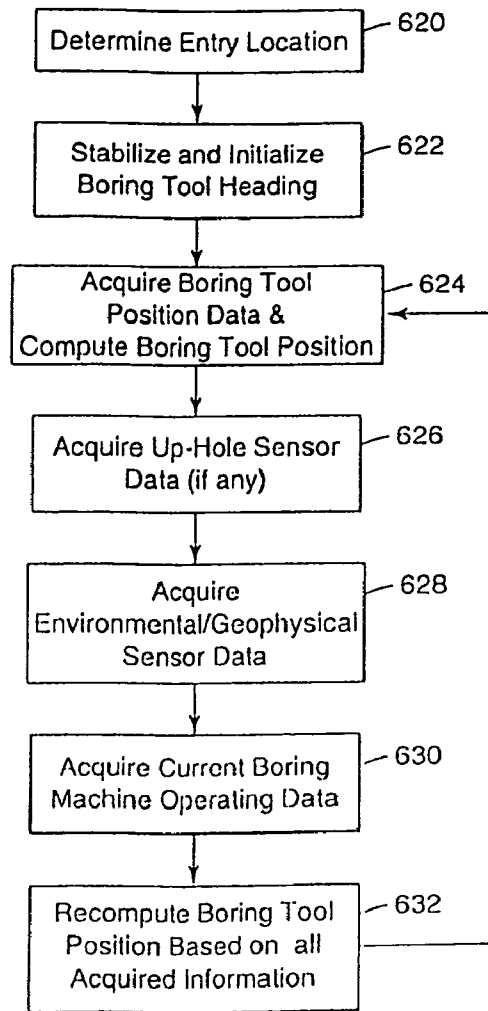 Determine Entry Location
620
Stabilize and Initialize
Boring Tool Heading
622
Acquire Boring Tool
Position Data &
Compute Boring Tool Position
624
Acquire Up-Hole Sensor
Data (if any)
626
Acquire
Environmental/Geophysical
Sensor Data
628
Acquire Current Boring
Machine Operating Data
630
Recompute Boring Tool
Position Based on all
Acquired Information
632